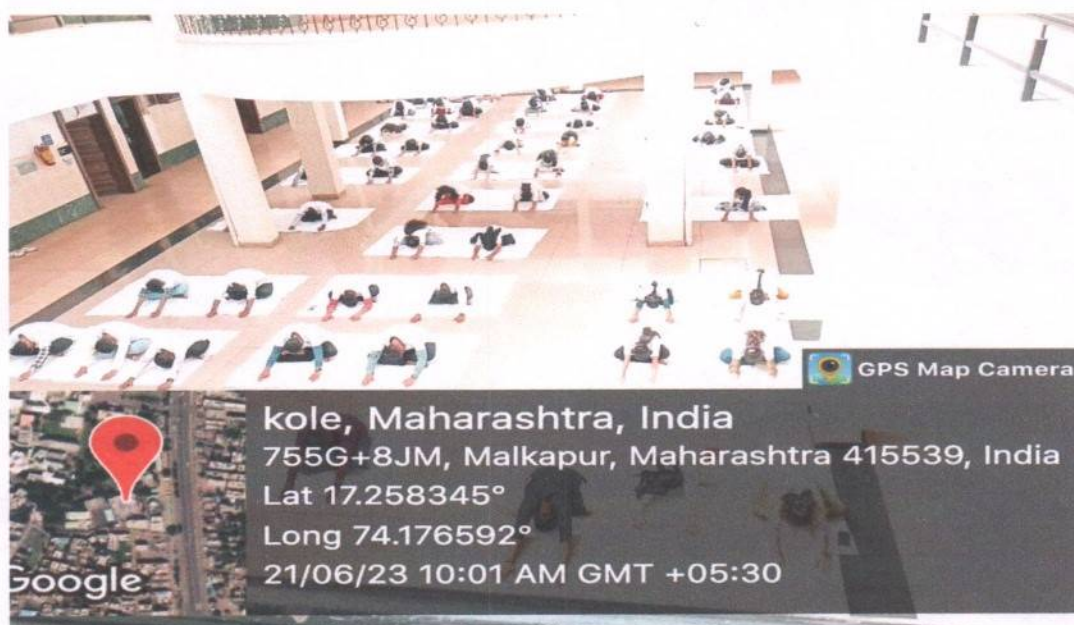 GPS Map Camera
kole, Maharashtra, India
755G+8JM, Malkapur, Maharashtra 415539, India
Lat 17.258345°
Long 74.176592°
21/06/23 10:01 AM GMT +05:30
Google